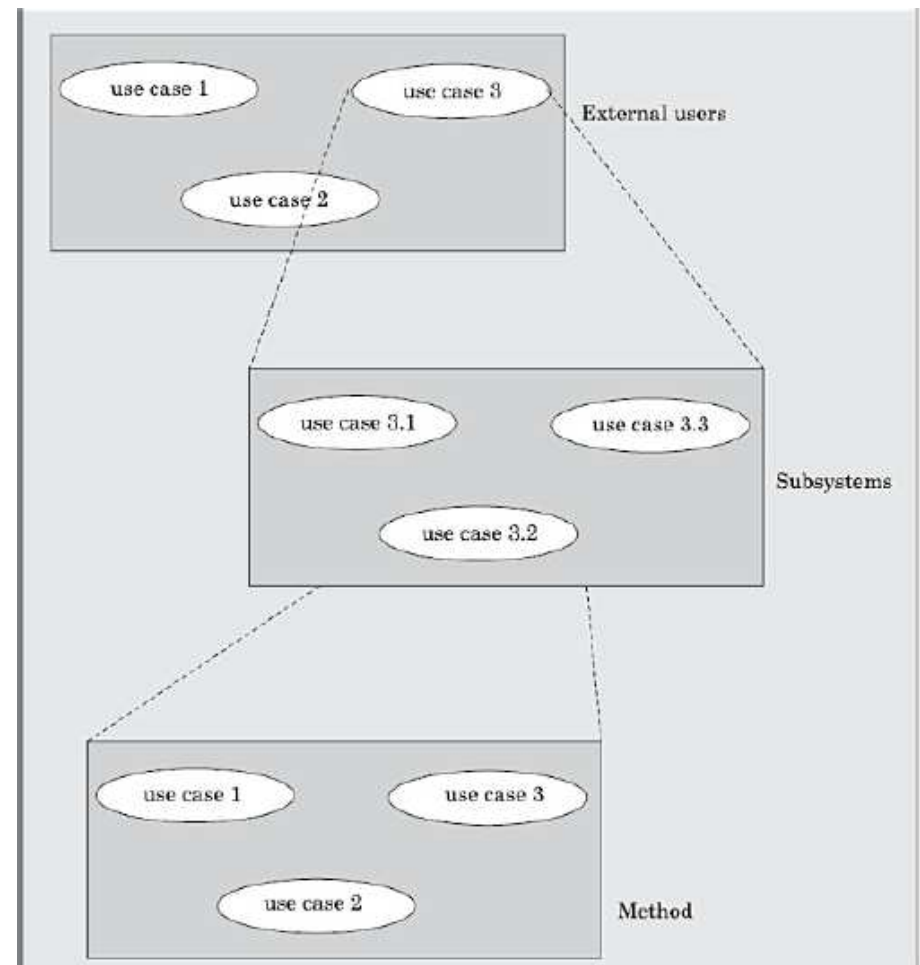 use case 1
use case 3
External users
use case 2
use case 3.1
use case 3.3
Subsystems
use case 3.2
use case 1
use case 3
use case 2
Method